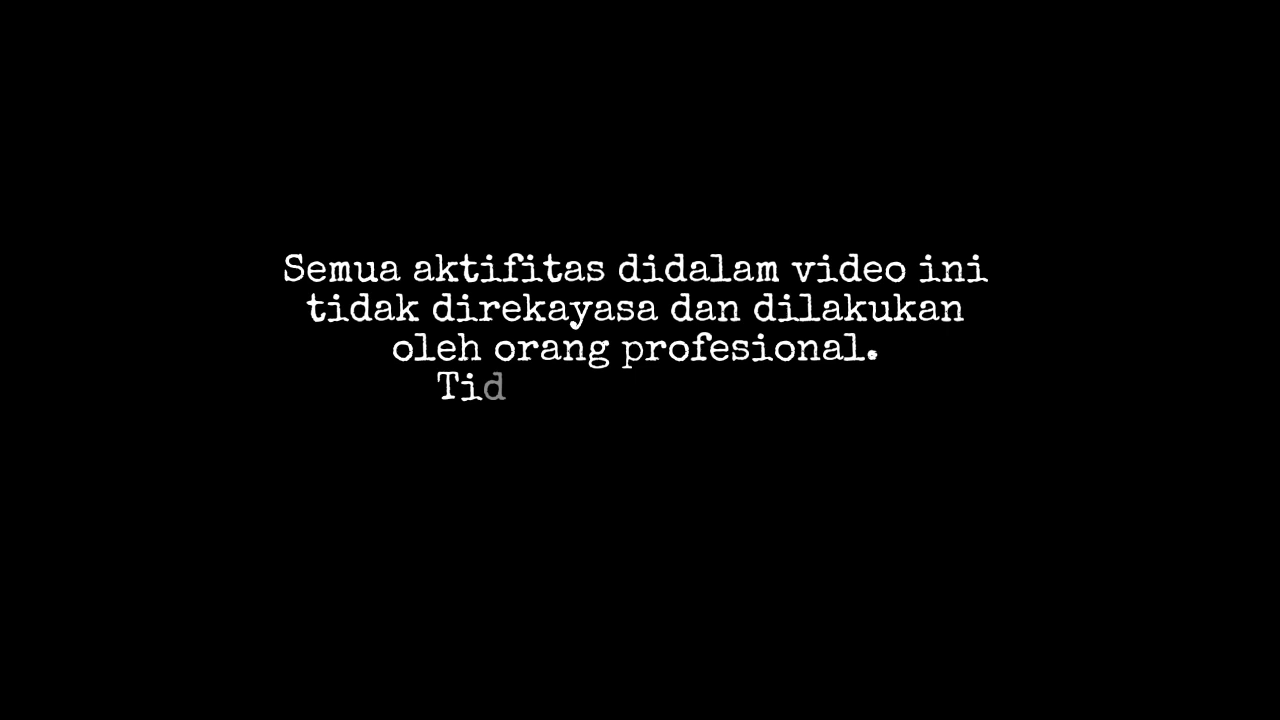 Semua aktifitas didalam video ini
tidak direkayasa dan dilakukan
oleh orang profesional.
Tid